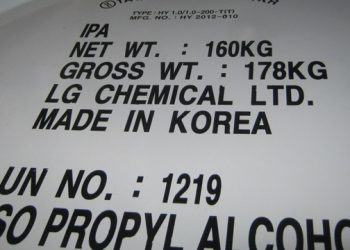 TYPE: HY 1.0/1.0-200-T(T)
MFG. NO.: HY 2012-010
IPA
NET WT. : 160KG
GROSS WT. : 178KG
LG CHEMICAL LTD.
MADE IN KOREA
UN NO. : 1219
SO PROPYL ALCOHO